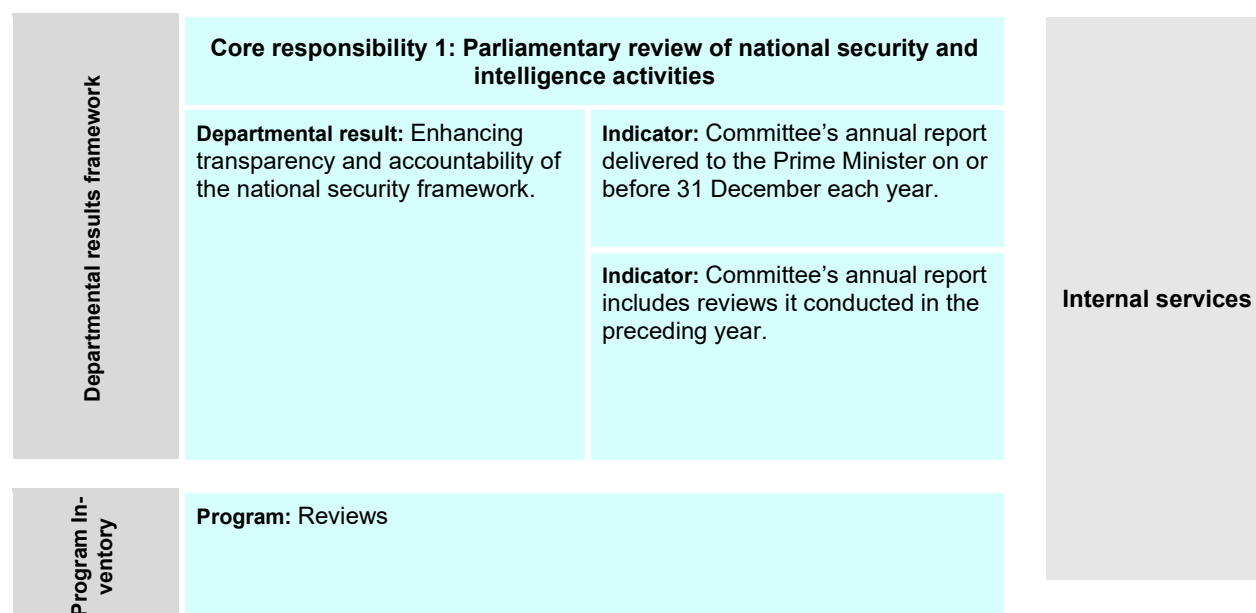 Departmental results framework
Core responsibility 1: Parliamentary review of national security and
intelligence activities
Departmental result: Enhancing
transparency and accountability of
the national security framework.
Indicator: Committee’s annual report
delivered to the Prime Minister on or
before 31 December each year.
Indicator: Committee’s annual report
includes reviews it conducted in the
preceding year.
Internal services
Program In-
ventory
Program: Reviews